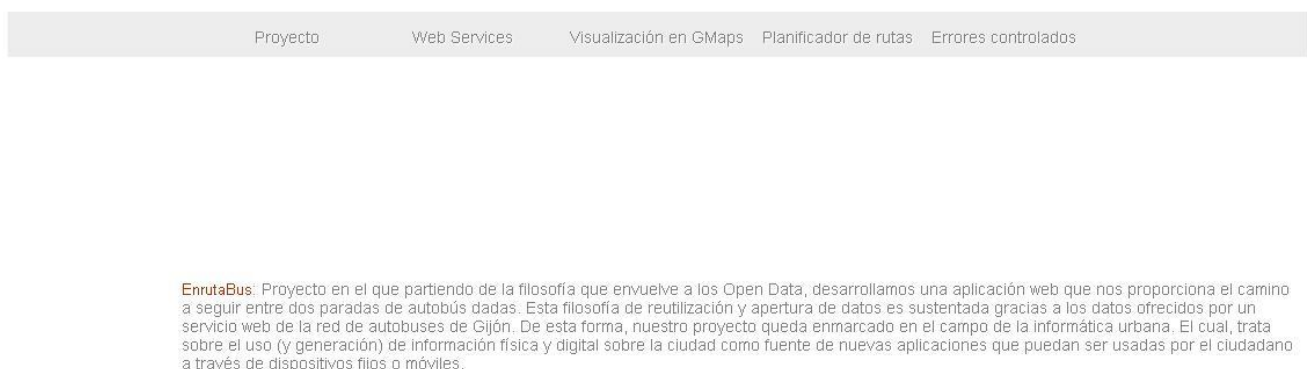 Proyecto Web Services Visualización en GMaps Planificador de rutas Errores controlados
EnrutaBus: Proyecto en el que partiendo de la filosofía que envuelve a los Open Data, desarrollamos una aplicación web que nos proporciona el camino
a seguir entre dos paradas de autobús dadas. Esta filosofía de reutilización y apertura de datos es sustentada gracias a los datos ofrecidos por un
servicio web de la red de autobuses de Gijón. De esta forma, nuestro proyecto queda enmarcado en el campo de la informática urbana. El cual, trata
sobre el uso (y generación) de información física y digital sobre la ciudad como fuente de nuevas aplicaciones que puedan ser usadas por el ciudadano
a través de dispositivos fijos o móviles.